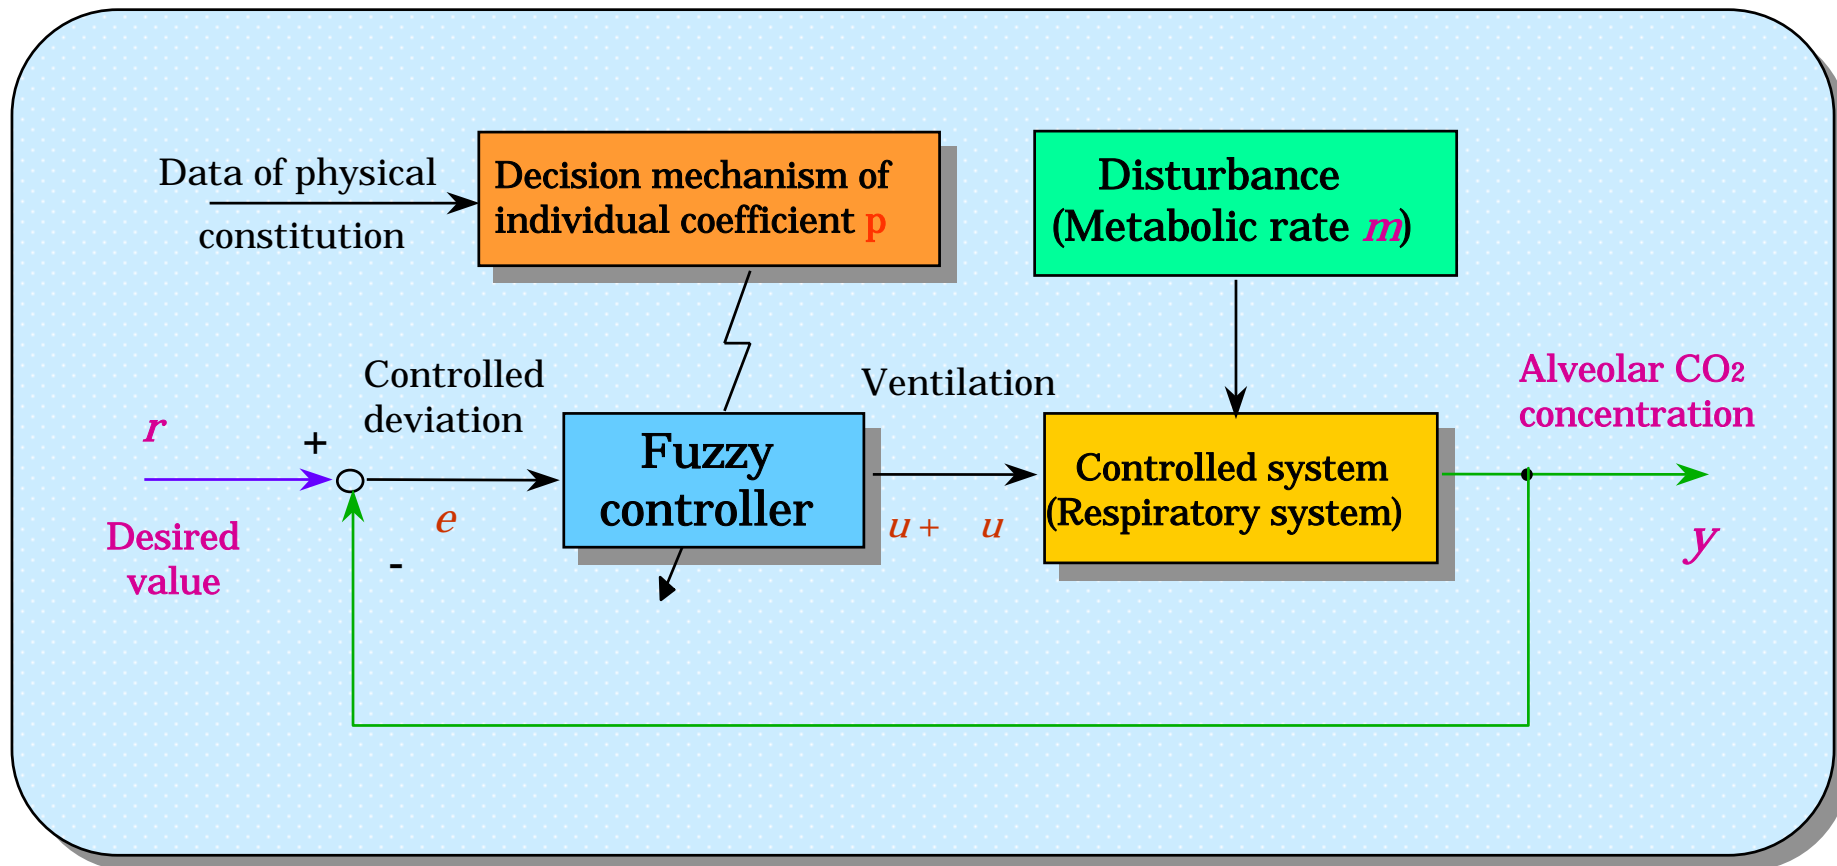 Data of physical
constitution
Decision mechanism of
individual coefficient p
Disturbance
(Metabolic rate m)
Controlled
deviation
Ventilation
Alveolar CO2
concentration
r
+
Fuzzy
controller
Controlled system
(Respiratory system)
e
u + u
y
Desired
value
-